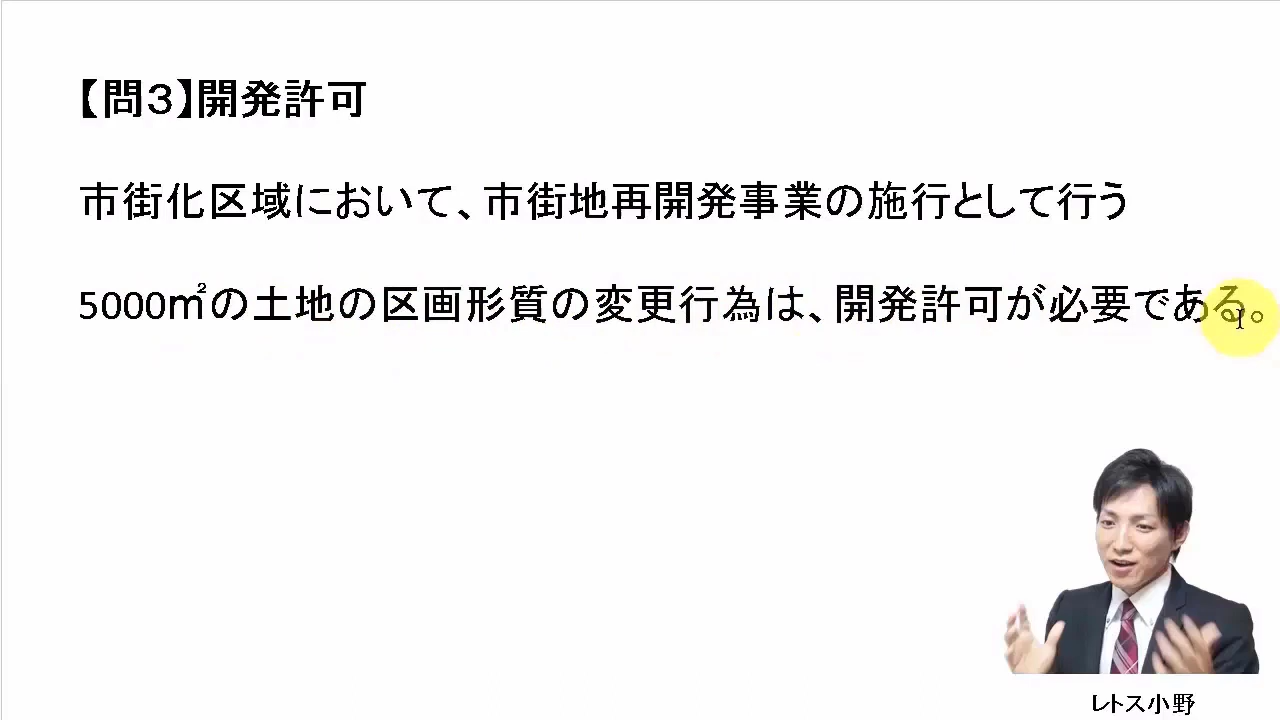 【問３】開発許可
市街化区域において、市街地再開発事業の施行として行う
5000㎡の土地の区画形質の変更行為は、開発許可が必要である。
レトス小野